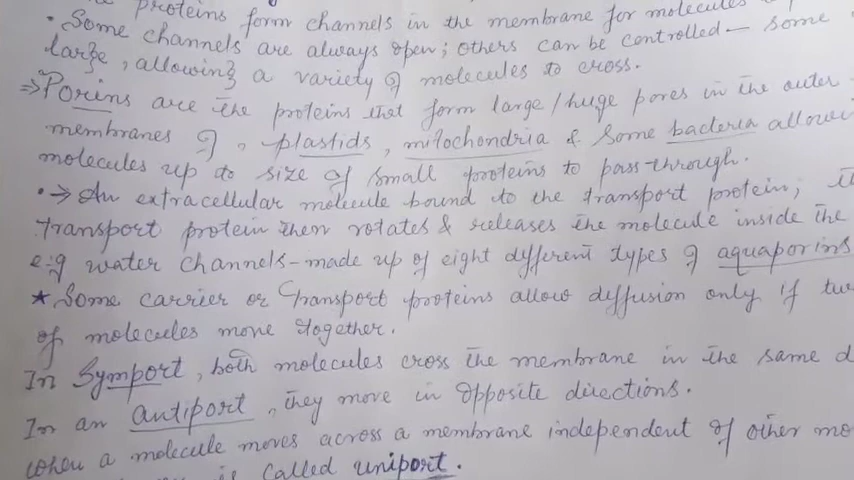 proteins form channels in the membrane for molecules
• Some channels are always open; others can be controlled - some
large, allowing a variety of molecules to cross.
⇒ Porins are the proteins that form large/huge pores in the outer
membranes of, plastids, mitochondria & some bacteria
molecules up to size of small proteins to pass through.
• → An extracellular molecule bound to the transport protein;
transport protein then rotates & releases the molecule inside the
e.g water channels - made up of eight different types of aquaporins
★ Some carrier or transport proteins allow diffusion only if
of molecules move together.
In Symport, both molecules cross the membrane in the same
In an antiport, they move in opposite directions.
when a molecule moves across a membrane independent of other
is called uniport.